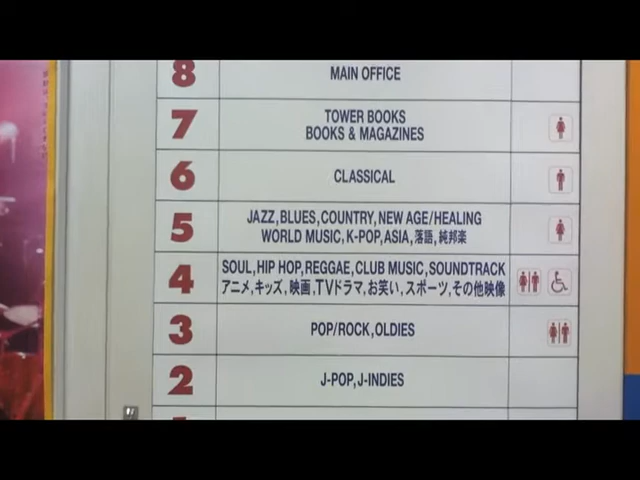 8 MAIN OFFICE
7 TOWER BOOKS
BOOKS & MAGAZINES
6 CLASSICAL
5 JAZZ,BLUES,COUNTRY,NEW AGE/HEALING
WORLD MUSIC,K-POP,ASIA,落語,純邦楽
4 SOUL,HIP HOP,REGGAE,CLUB MUSIC,SOUNDTRACK
アニメ,キッズ,映画,TVドラマ,お笑い,スポーツ,その他映像
3 POP/ROCK,OLDIES
2 J-POP,J-INDIES